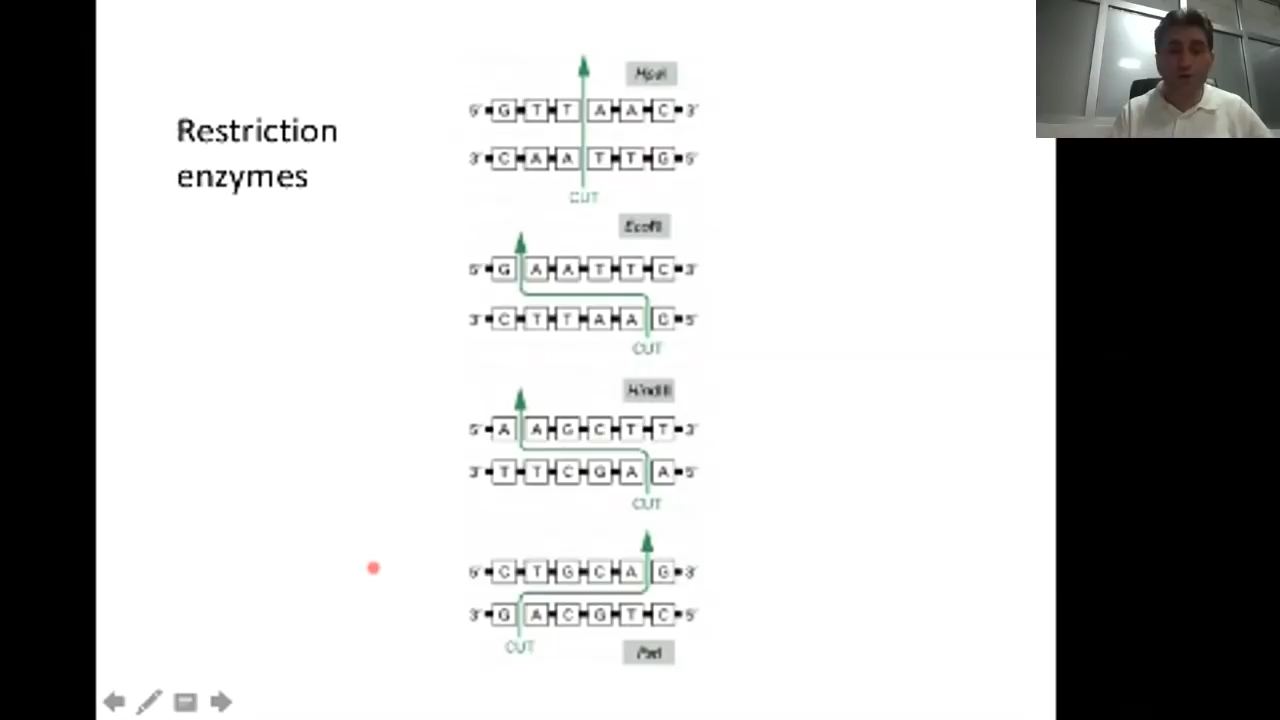 Restriction
enzymes
HpaI
5' G T T A A C 3'
3' C A A T T G 5'
CUT
EcoRI
5' G A A T T C 3'
3' C T T A A G 5'
CUT
HindIII
5' A A G C T T 3'
3' T T C G A A 5'
CUT
5' C T G C A G 3'
3' G A C G T C 5'
CUT
PstI